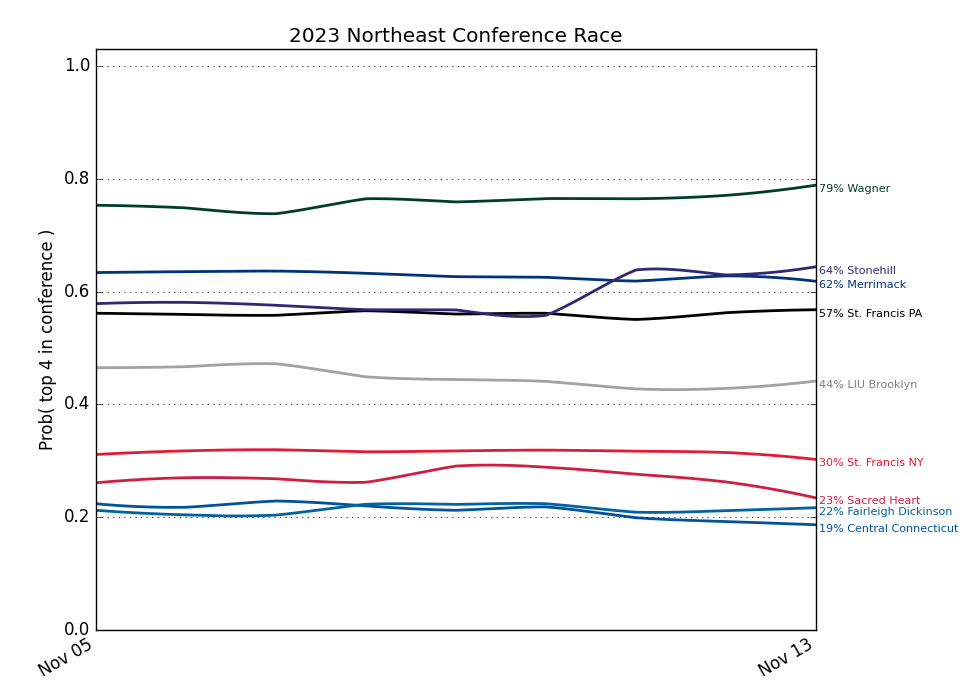 2023 Northeast Conference Race
Prob( top 4 in conference )
1.0
0.8
0.6
0.4
0.2
0.0
79% Wagner
64% Stonehill
62% Merrimack
57% St. Francis PA
44% LIU Brooklyn
30% St. Francis NY
23% Sacred Heart
22% Fairleigh Dickinson
19% Central Connecticut
Nov 05
Nov 13